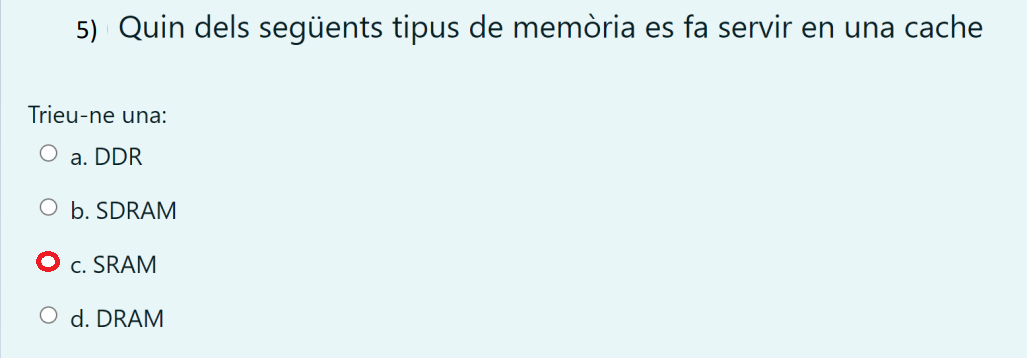 5) Quin dels següents tipus de memòria es fa servir en una cache
Trieu-ne una:
a. DDR
b. SDRAM
c. SRAM
d. DRAM